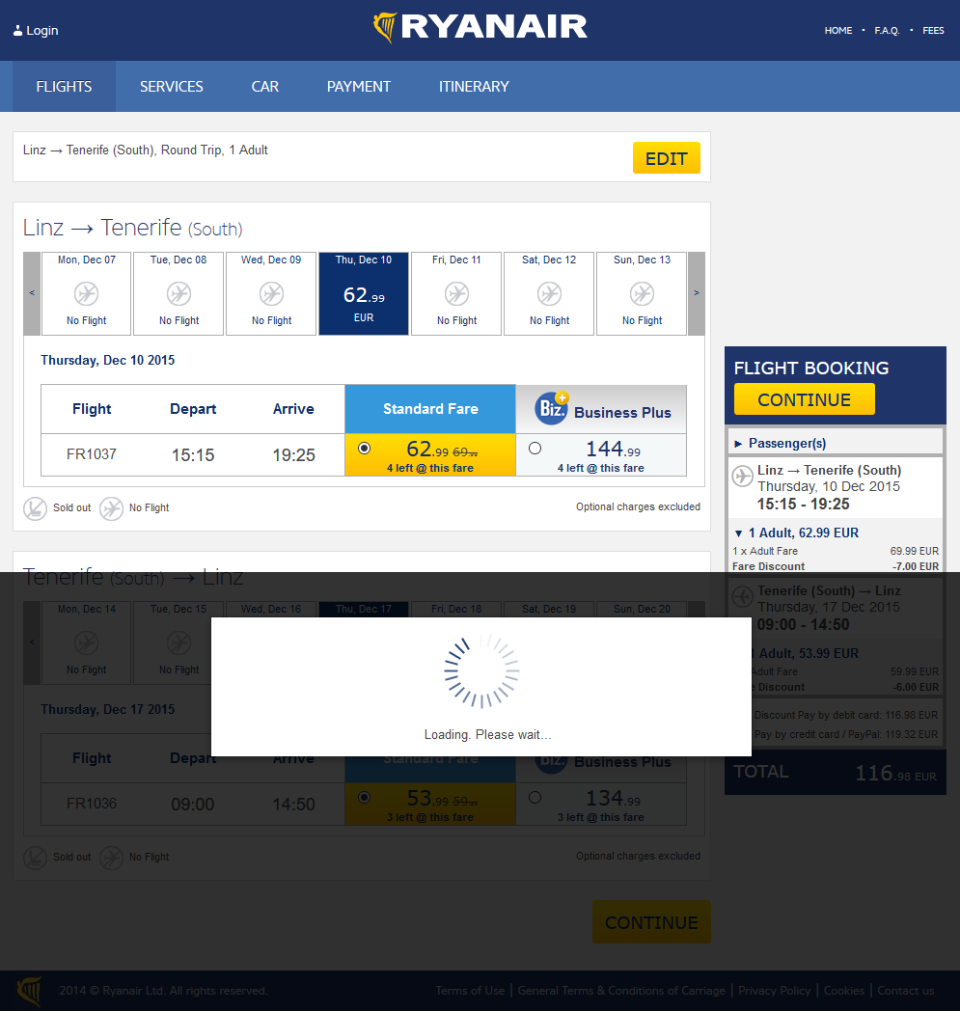 Login
RYANAIR
HOME • F.A.Q. • FEES
FLIGHTS SERVICES CAR PAYMENT ITINERARY
Linz → Tenerife (South), Round Trip, 1 Adult
EDIT
Linz → Tenerife (South)
< Mon, Dec 07 Tue, Dec 08 Wed, Dec 09 Thu, Dec 10 Fri, Dec 11 Sat, Dec 12 Sun, Dec 13 >
62.99
No Flight No Flight No Flight EUR No Flight No Flight No Flight
Thursday, Dec 10 2015
Flight Depart Arrive Standard Fare Biz.+ Business Plus
FR1037 15:15 19:25 62.99 69.99 144.99
4 left @ this fare 4 left @ this fare
Sold out No Flight Optional charges excluded
FLIGHT BOOKING
CONTINUE
► Passenger(s)
Linz → Tenerife (South)
Thursday, 10 Dec 2015
15:15 - 19:25
▼ 1 Adult, 62.99 EUR
1 x Adult Fare 69.99 EUR
Fare Discount -7.00 EUR
Tenerife (South) → Linz
Thursday, 17 Dec 2015
09:00 - 14:50
Adult, 53.99 EUR
Adult Fare 59.99 EUR
Discount -6.00 EUR
Discount Pay by debit card: 116.98 EUR
Pay by credit card / PayPal: 119.32 EUR
TOTAL 116.98 EUR
Tenerife (South) → Linz
< Mon, Dec 14 Tue, Dec 15 Wed, Dec 16 Thu, Dec 17 Fri, Dec 18 Sat, Dec 19 Sun, Dec 20
No Flight No Flight
Loading. Please wait...
Thursday, Dec 17 2015
Flight Depart Arrive Standard Fare Biz. Business Plus
FR1036 09:00 14:50 53.99 59.99 134.99
3 left @ this fare 3 left @ this fare
Sold out No Flight Optional charges excluded
CONTINUE
2014 © Ryanair Ltd. All rights reserved.
Terms of Use | General Terms & Conditions of Carriage | Privacy Policy | Cookies | Contact us